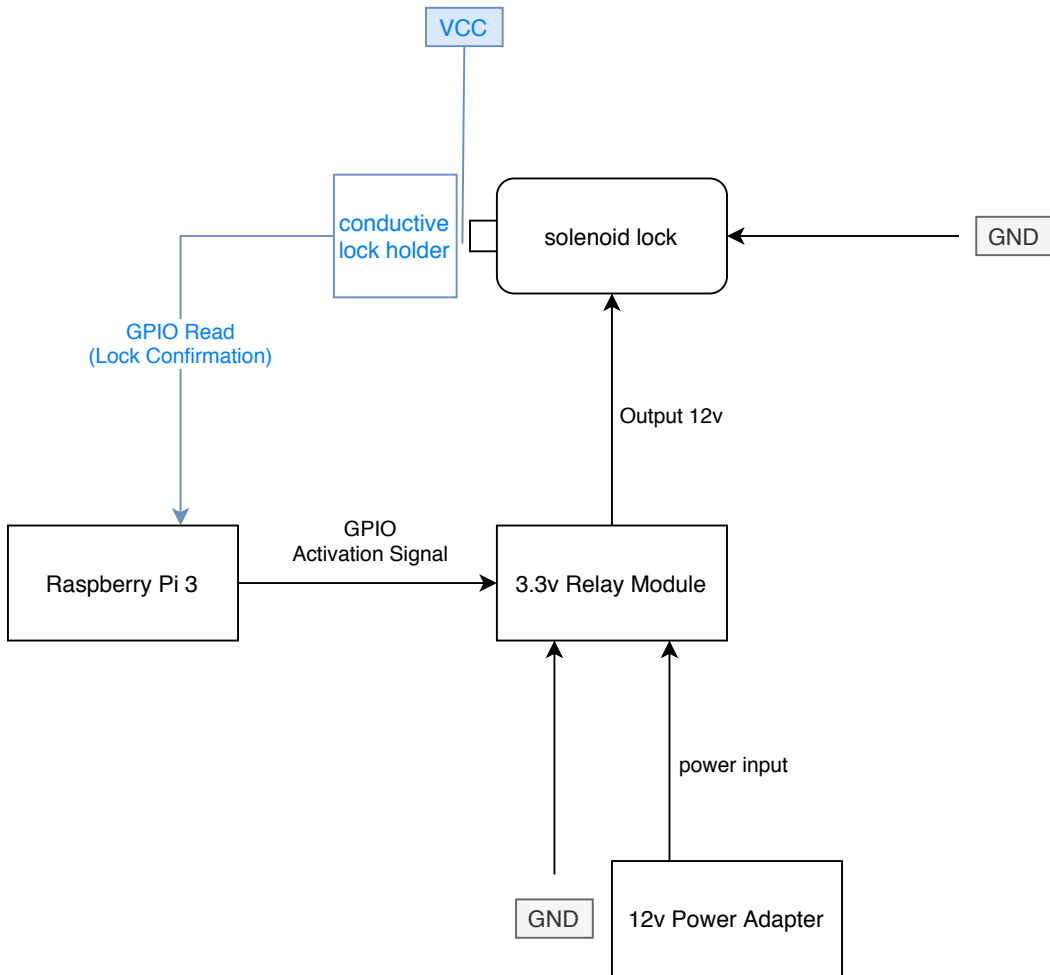 VCC
conductive
lock holder
solenoid lock
GND
GPIO Read
(Lock Confirmation)
Output 12v
GPIO
Activation Signal
Raspberry Pi 3
3.3v Relay Module
power input
GND
12v Power Adapter